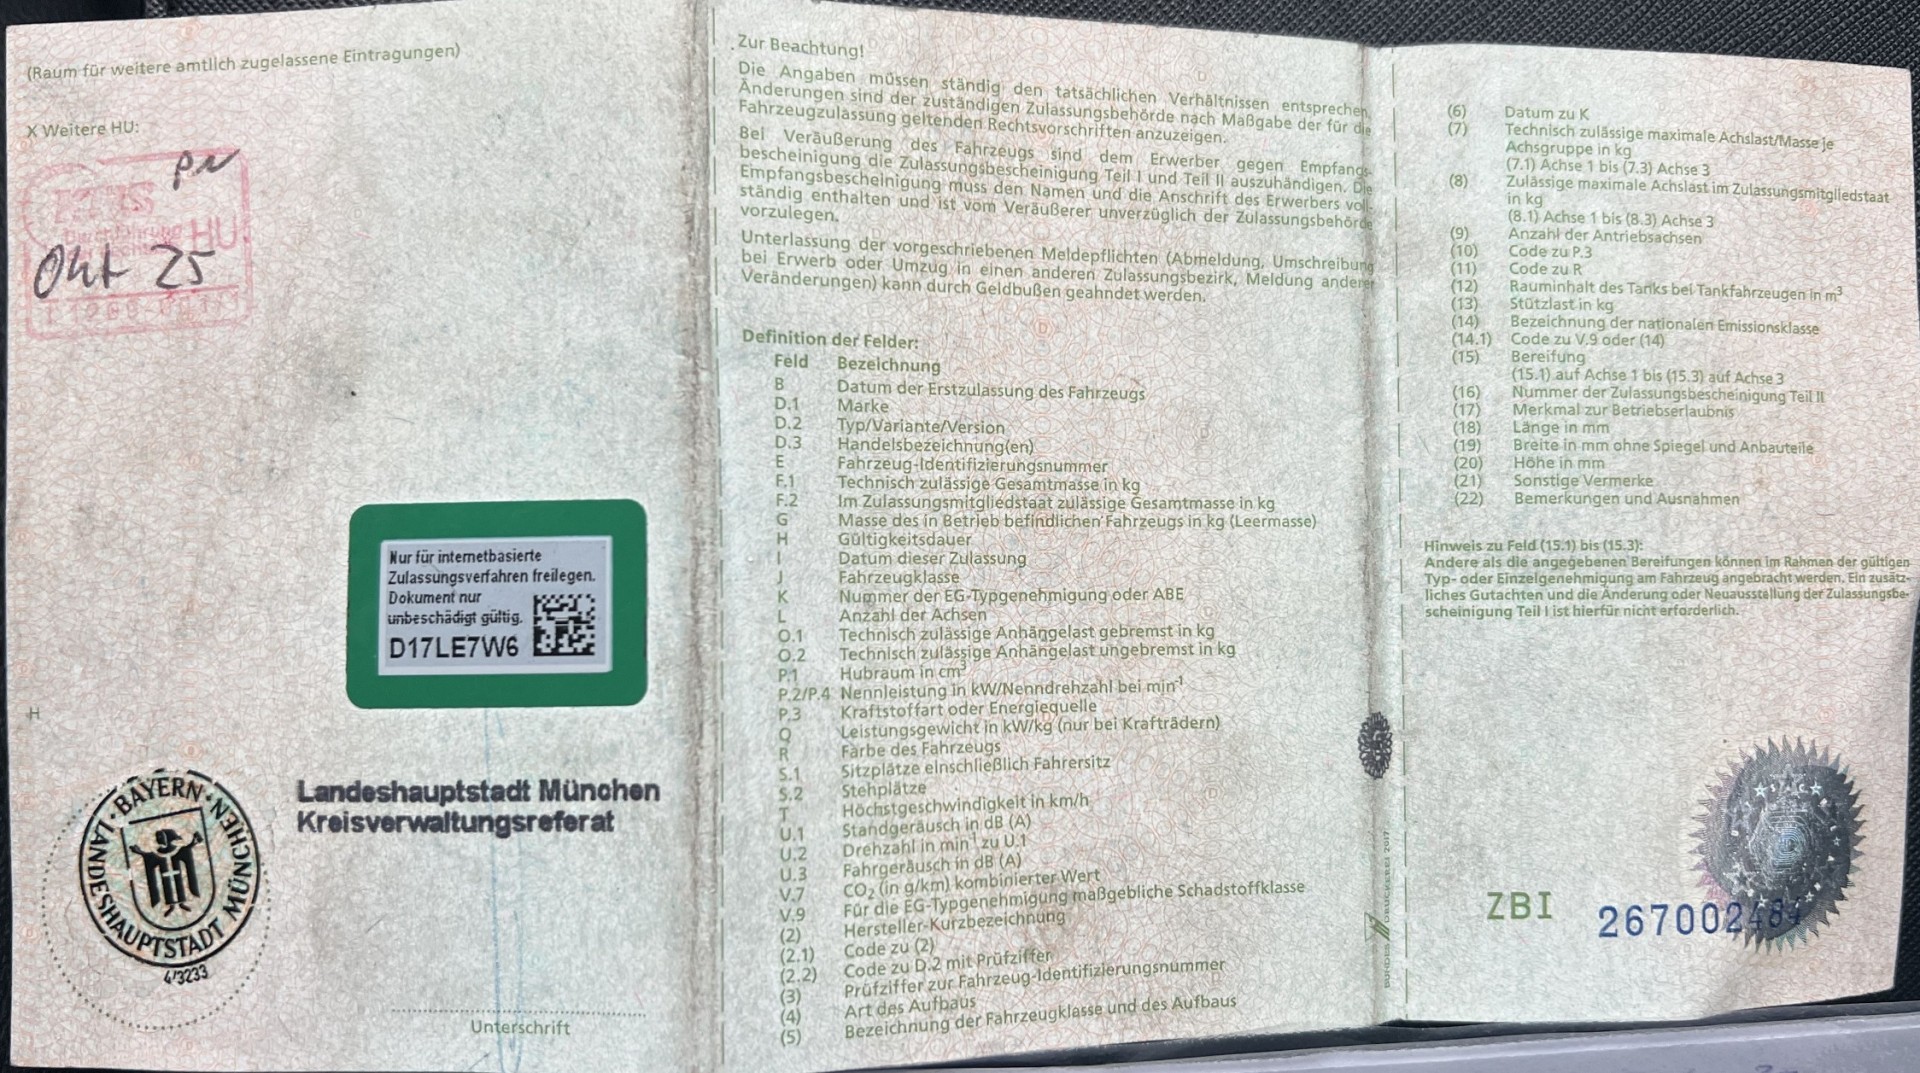 (Raum für weitere amtlich zugelassene Eintragungen)
X Weitere HU:
HU
Okt 25
Nur für internetbasierte
Zulassungsverfahren freilegen.
Dokument nur
unbeschädigt gültig.
D17LE7W6
H
BAYERN · LANDESHAUPTSTADT MÜNCHEN ·
4/3233
Landeshauptstadt München
Kreisverwaltungsreferat
Unterschrift
Zur Beachtung!
Die Angaben müssen ständig den tatsächlichen Verhältnissen entsprechen.
Änderungen sind der zuständigen Zulassungsbehörde nach Maßgabe der für die
Fahrzeugzulassung geltenden Rechtsvorschriften anzuzeigen.
Bei Veräußerung des Fahrzeugs sind dem Erwerber gegen Empfangs-
bescheinigung die Zulassungsbescheinigung Teil I und Teil II auszuhändigen. Die
Empfangsbescheinigung muss den Namen und die Anschrift des Erwerbers voll-
ständig enthalten und ist vom Veräußerer unverzüglich der Zulassungsbehörde
vorzulegen.
Unterlassung der vorgeschriebenen Meldepflichten (Abmeldung, Umschreibung
bei Erwerb oder Umzug in einen anderen Zulassungsbezirk, Meldung anderer
Veränderungen) kann durch Geldbußen geahndet werden.
Definition der Felder:
Feld Bezeichnung
B Datum der Erstzulassung des Fahrzeugs
D.1 Marke
D.2 Typ/Variante/Version
D.3 Handelsbezeichnung(en)
E Fahrzeug-Identifizierungsnummer
F.1 Technisch zulässige Gesamtmasse in kg
F.2 Im Zulassungsmitgliedstaat zulässige Gesamtmasse in kg
G Masse des in Betrieb befindlichen Fahrzeugs in kg (Leermasse)
H Gültigkeitsdauer
I Datum dieser Zulassung
J Fahrzeugklasse
K Nummer der EG-Typgenehmigung oder ABE
L Anzahl der Achsen
O.1 Technisch zulässige Anhängelast gebremst in kg
O.2 Technisch zulässige Anhängelast ungebremst in kg
P.1 Hubraum in cm³
P.2/P.4 Nennleistung in kW/Nenndrehzahl bei min⁻¹
P.3 Kraftstoffart oder Energiequelle
Q Leistungsgewicht in kW/kg (nur bei Krafträdern)
R Farbe des Fahrzeugs
S.1 Sitzplätze einschließlich Fahrersitz
S.2 Stehplätze
T Höchstgeschwindigkeit in km/h
U.1 Standgeräusch in dB (A)
U.2 Drehzahl in min⁻¹ zu U.1
U.3 Fahrgeräusch in dB (A)
V.7 CO₂ (in g/km) kombinierter Wert
V.9 Für die EG-Typgenehmigung maßgebliche Schadstoffklasse
(2) Hersteller-Kurzbezeichnung
(2.1) Code zu (2)
(2.2) Code zu D.2 mit Prüfziffer
(3) Prüfziffer zur Fahrzeug-Identifizierungsnummer
(4) Art des Aufbaus
(5) Bezeichnung der Fahrzeugklasse und des Aufbaus
(6) Datum zu K
(7) Technisch zulässige maximale Achslast/Masse je
Achsgruppe in kg
(7.1) Achse 1 bis (7.3) Achse 3
(8) Zulässige maximale Achslast im Zulassungsmitgliedstaat
in kg
(8.1) Achse 1 bis (8.3) Achse 3
(9) Anzahl der Antriebsachsen
(10) Code zu P.3
(11) Code zu R
(12) Rauminhalt des Tanks bei Tankfahrzeugen in m³
(13) Stützlast in kg
(14) Bezeichnung der nationalen Emissionsklasse
(14.1) Code zu V.9 oder (14)
(15) Bereifung
(15.1) auf Achse 1 bis (15.3) auf Achse 3
(16) Nummer der Zulassungsbescheinigung Teil II
(17) Merkmal zur Betriebserlaubnis
(18) Länge in mm
(19) Breite in mm ohne Spiegel und Anbauteile
(20) Höhe in mm
(21) Sonstige Vermerke
(22) Bemerkungen und Ausnahmen
Hinweis zu Feld (15.1) bis (15.3):
Andere als die angegebenen Bereifungen können im Rahmen der gültigen
Typ- oder Einzelgenehmigung am Fahrzeug angebracht werden. Ein zusätz-
liches Gutachten und die Änderung oder Neuausstellung der Zulassungsbe-
scheinigung Teil I ist hierfür nicht erforderlich.
BUNDESDRUCKEREI 2017
ZBI